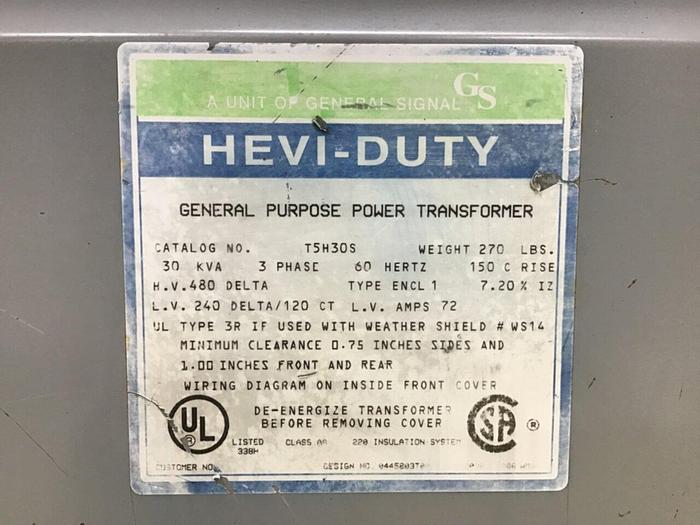 GS
A UNIT OF GENERAL SIGNAL
HEVI-DUTY
GENERAL PURPOSE POWER TRANSFORMER
CATALOG NO. T5H30S WEIGHT 270 LBS.
30 KVA 3 PHASE 60 HERTZ 150 C RISE
H.V. 480 DELTA TYPE ENCL 1 7.20 % IZ
L.V. 240 DELTA/120 CT L.V. AMPS 72
UL TYPE 3R IF USED WITH WEATHER SHIELD # WS14
MINIMUM CLEARANCE 0.75 INCHES SIDES AND
1.00 INCHES FRONT AND REAR
WIRING DIAGRAM ON INSIDE FRONT COVER
UL ® DE-ENERGIZE TRANSFORMER SA ®
BEFORE REMOVING COVER
LISTED CLASS AA 220 INSULATION SYSTEM
338H
CUSTOMER NO. DESIGN NO.